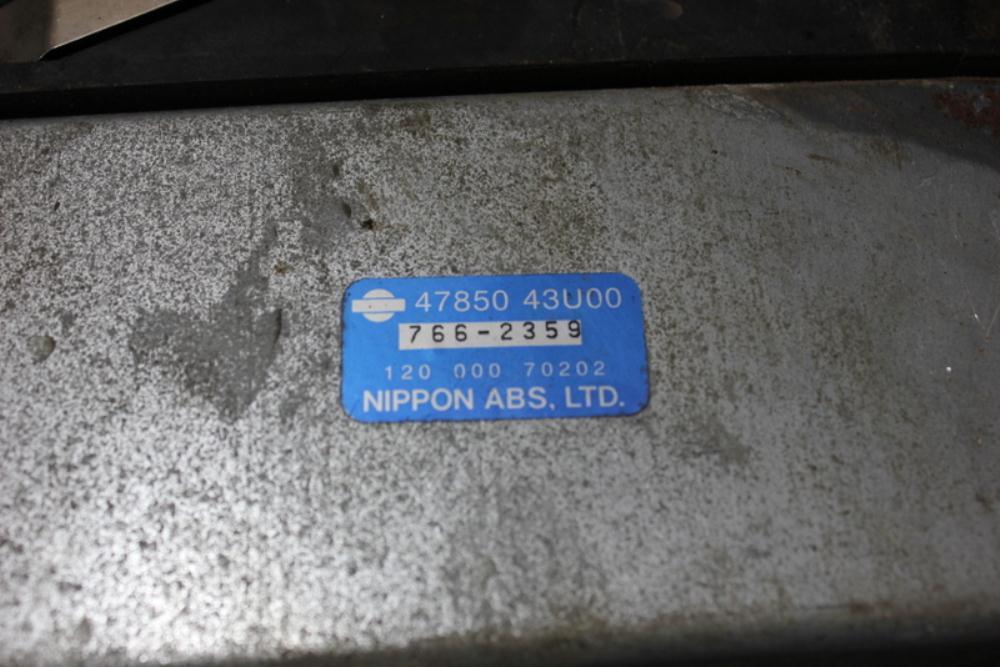 47850 43U00
766-2359
120 000 70202
NIPPON ABS, LTD.